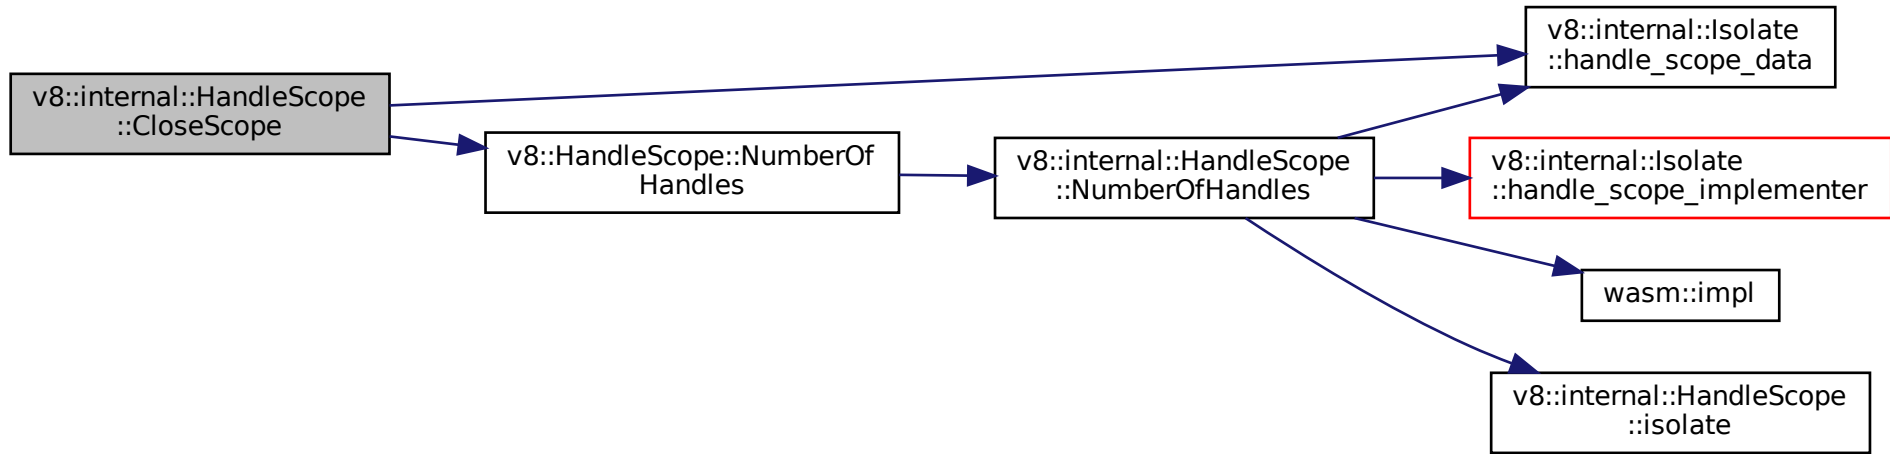 v8::internal::HandleScope
::CloseScope
v8::HandleScope::NumberOf
Handles
v8::internal::HandleScope
::NumberOfHandles
v8::internal::Isolate
::handle_scope_data
v8::internal::Isolate
::handle_scope_implementer
wasm::impl
v8::internal::HandleScope
::isolate